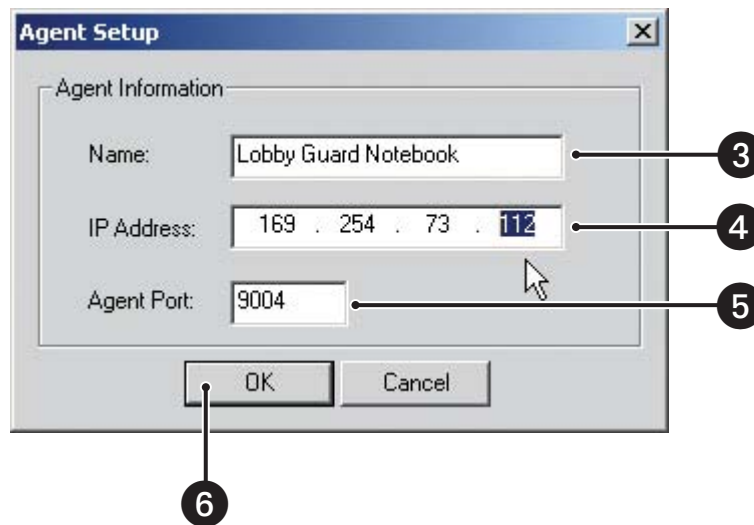 Agent Setup
Agent Information
Name: Lobby Guard Notebook 3
IP Address: 169 . 254 . 73 . 112 4
Agent Port: 9004 5
OK Cancel
6